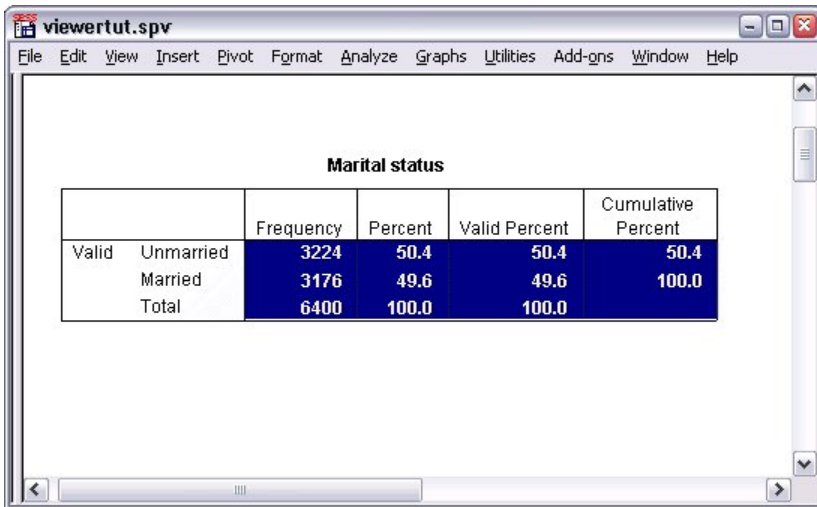 viewertut.spv
File Edit View Insert Pivot Format Analyze Graphs Utilities Add-ons Window Help
Marital status
Frequency Percent Valid Percent Cumulative Percent
Valid Unmarried 3224 50.4 50.4 50.4
Married 3176 49.6 49.6 100.0
Total 6400 100.0 100.0